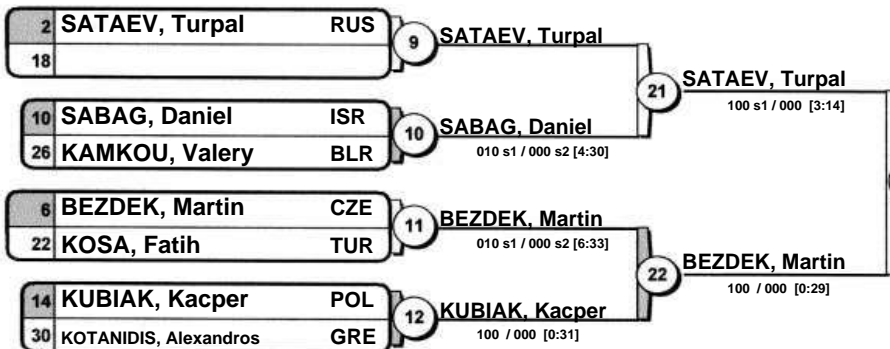 2 SATAEV, Turpal RUS
18
9
SATAEV, Turpal
10 SABAG, Daniel ISR
26 KAMKOU, Valery BLR
10
SABAG, Daniel
010 s1 / 000 s2 [4:30]
21
SATAEV, Turpal
100 s1 / 000 [3:14]
6 BEZDEK, Martin CZE
22 KOSA, Fatih TUR
11
BEZDEK, Martin
010 s1 / 000 s2 [6:33]
14 KUBIAK, Kacper POL
30 KOTANIDIS, Alexandros GRE
12
KUBIAK, Kacper
100 / 000 [0:31]
22
BEZDEK, Martin
100 / 000 [0:29]